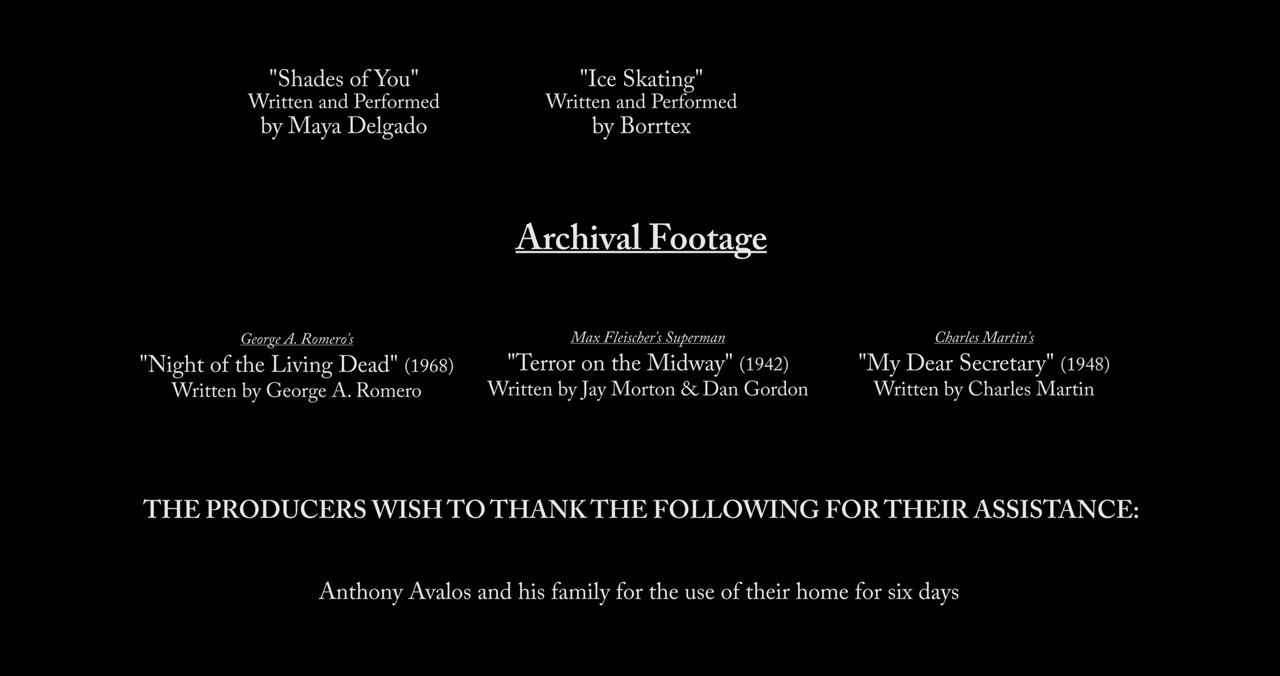 "Shades of You"
Written and Performed
by Maya Delgado
"Ice Skating"
Written and Performed
by Borrtex
Archival Footage
George A. Romero's
"Night of the Living Dead" (1968)
Written by George A. Romero
Max Fleischer's Superman
"Terror on the Midway" (1942)
Written by Jay Morton & Dan Gordon
Charles Martin's
"My Dear Secretary" (1948)
Written by Charles Martin
THE PRODUCERS WISH TO THANK THE FOLLOWING FOR THEIR ASSISTANCE:
Anthony Avalos and his family for the use of their home for six days